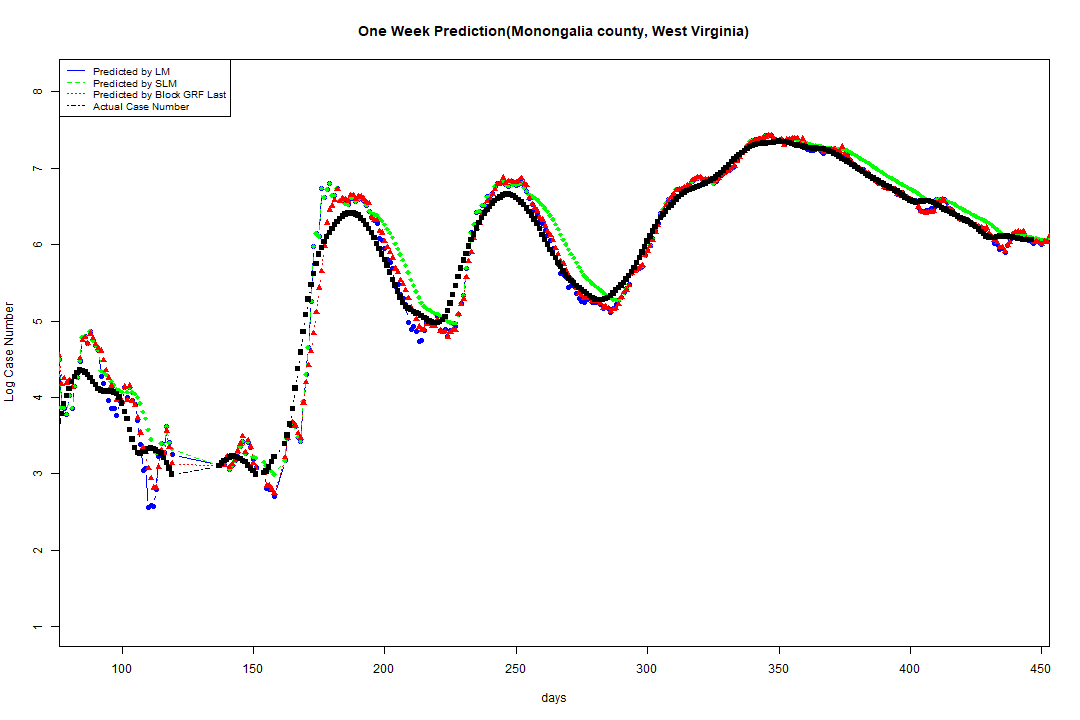 One Week Prediction(Monongalia county, West Virginia)
Predicted by LM
Predicted by SLM
Predicted by Block GRF Last
Actual Case Number
Log Case Number
8
7
6
5
4
3
2
1
100 150 200 250 300 350 400 450
days